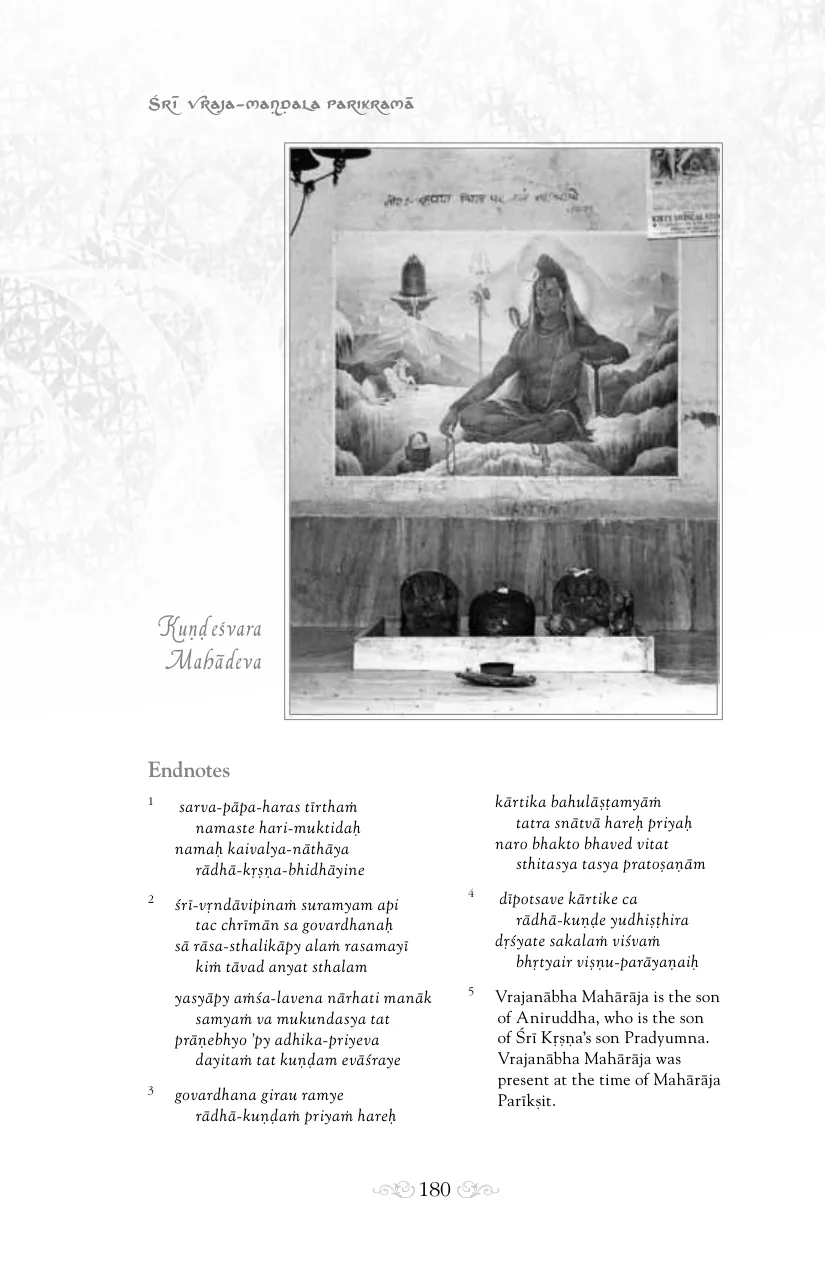 Śrī Vraja-maṇḍala Parikramā
Kuṇḍeśvara
Mahādeva
Endnotes
1 sarva-pāpa-haras tīrthaṁ
namaste hari-muktidaḥ
namaḥ kaivalya-nāthāya
rādhā-kṛṣṇa-bhidhāyine
2 śrī-vṛndāvipinaṁ suramyam api
tac chrīmān sa govardhanaḥ
sā rāsa-sthalikāpy alaṁ rasamayī
kiṁ tāvad anyat sthalam
yasyāpy aṁśa-lavena nārhati manāk
samyaṁ va mukundasya tat
prāṇebhyo ’py adhika-priyeva
dayitaṁ tat kuṇḍam evāśraye
3 govardhana girau ramye
rādhā-kuṇḍaṁ priyaṁ hareḥ
kārtika bahulāṣṭamyāṁ
tatra snātvā hareḥ priyaḥ
naro bhakto bhaved vitat
sthitasya tasya pratoṣaṇām
4 dīpotsave kārtike ca
rādhā-kuṇḍe yudhiṣṭhira
dṛśyate sakalaṁ viśvaṁ
bhṛtyair viṣṇu-parāyaṇaiḥ
5 Vrajanābha Mahārāja is the son
of Aniruddha, who is the son
of Śrī Kṛṣṇa’s son Pradyumna.
Vrajanābha Mahārāja was
present at the time of Mahārāja
Parīkṣit.
180